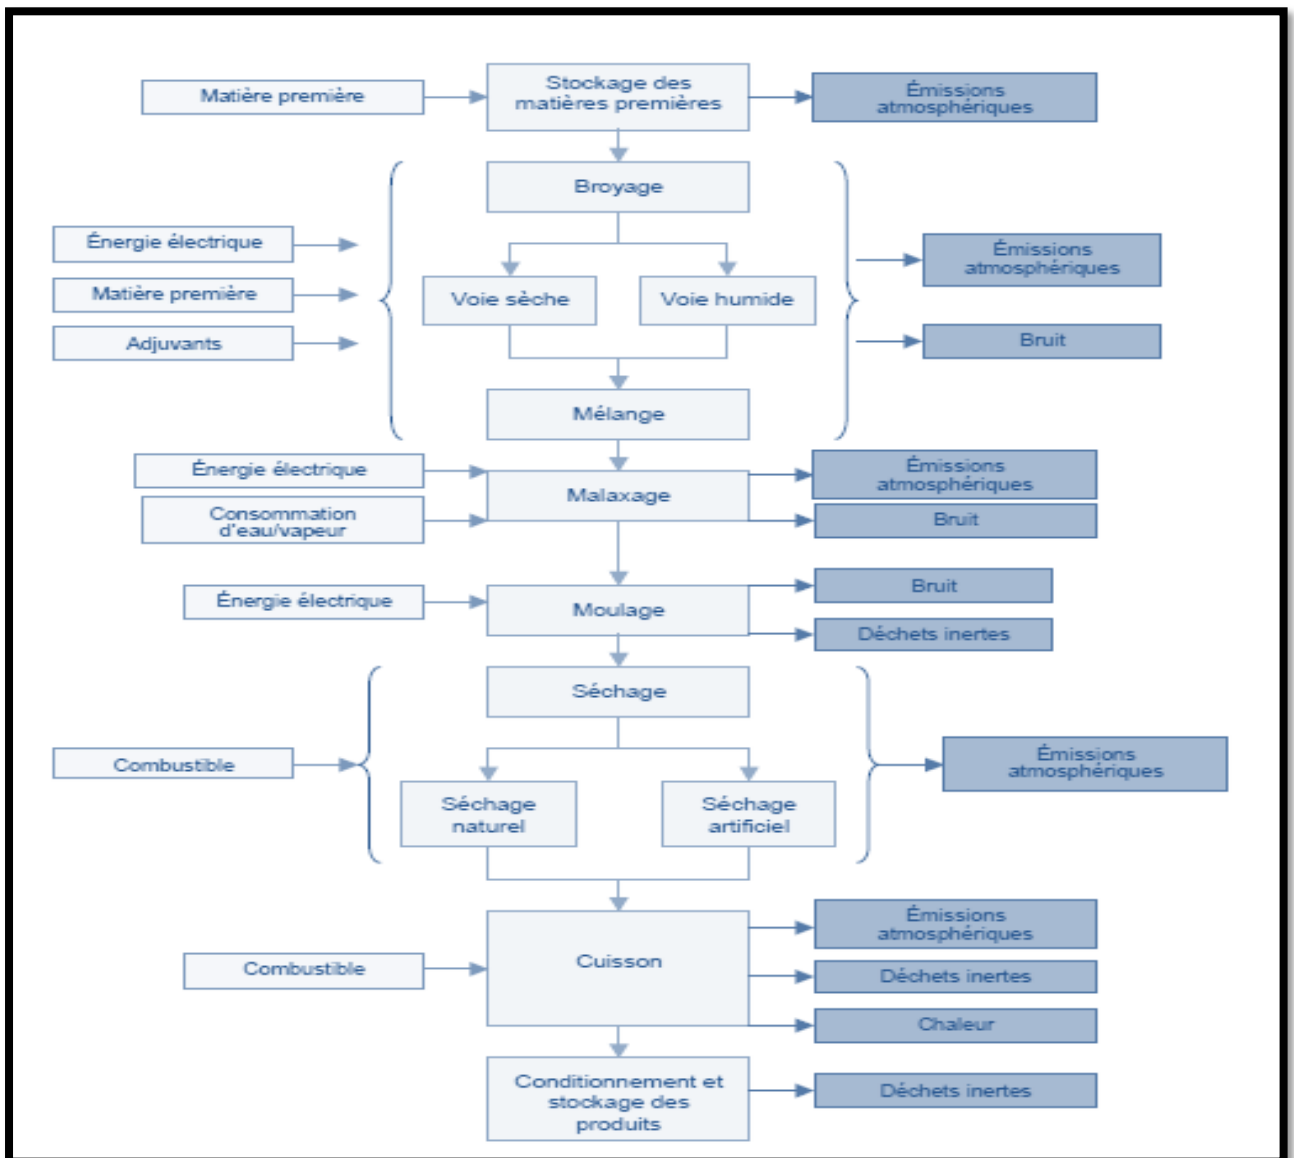 Matière première
Stockage des
matières premières
Émissions
atmosphériques
Broyage
Énergie électrique
Matière première
Adjuvants
Voie sèche
Voie humide
Émissions
atmosphériques
Bruit
Mélange
Énergie électrique
Consommation
d'eau/vapeur
Malaxage
Émissions
atmosphériques
Bruit
Énergie électrique
Moulage
Bruit
Déchets inertes
Séchage
Combustible
Séchage
naturel
Séchage
artificiel
Émissions
atmosphériques
Combustible
Cuisson
Émissions
atmosphériques
Déchets inertes
Chaleur
Conditionnement et
stockage des
produits
Déchets inertes